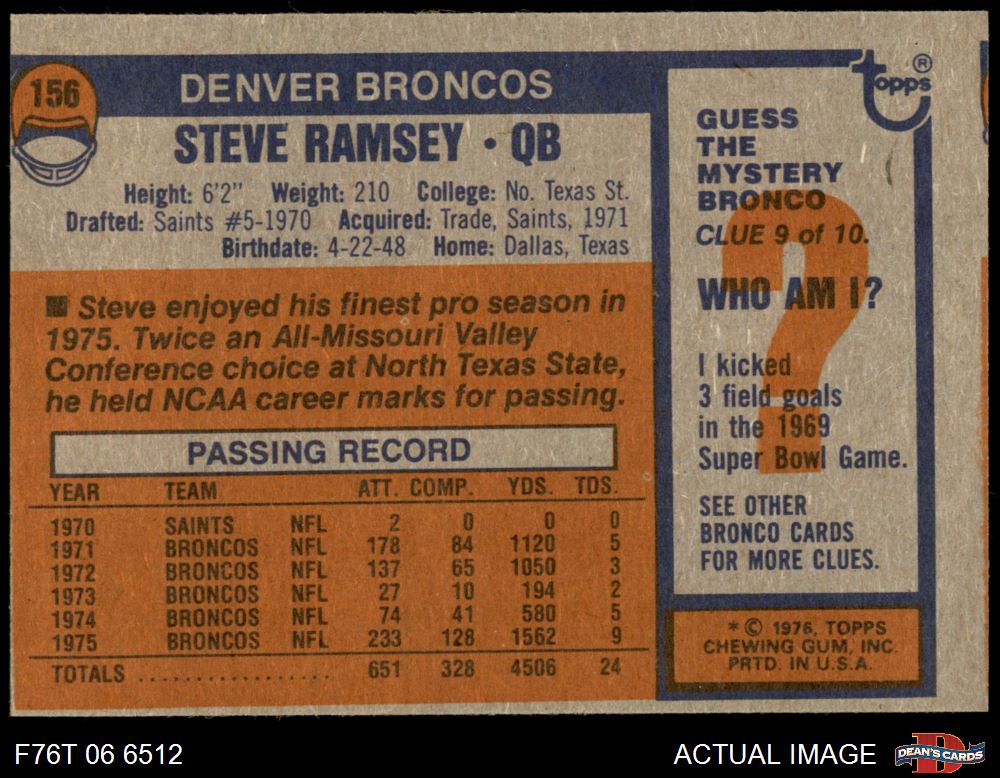 156
DENVER BRONCOS
STEVE RAMSEY • QB
Height: 6'2" Weight: 210 College: No. Texas St.
Drafted: Saints #5-1970 Acquired: Trade, Saints, 1971
Birthdate: 4-22-48 Home: Dallas, Texas
■ Steve enjoyed his finest pro season in
1975. Twice an All-Missouri Valley
Conference choice at North Texas State,
he held NCAA career marks for passing.
PASSING RECORD
YEAR TEAM ATT. COMP. YDS. TDS.
1970 SAINTS NFL 2 0 0 0
1971 BRONCOS NFL 178 84 1120 5
1972 BRONCOS NFL 137 65 1050 3
1973 BRONCOS NFL 27 10 194 2
1974 BRONCOS NFL 74 41 580 5
1975 BRONCOS NFL 233 128 1562 9
TOTALS .................. 651 328 4506 24
topps ®
GUESS
THE
MYSTERY
BRONCO
CLUE 9 of 10.
?
WHO AM I?
I kicked
3 field goals
in the 1969
Super Bowl Game.
SEE OTHER
BRONCO CARDS
FOR MORE CLUES.
* © 1976, TOPPS
CHEWING GUM, INC.
PRTD. IN U.S.A.
F76T 06 6512
ACTUAL IMAGE
D
DEAN'S CARDS